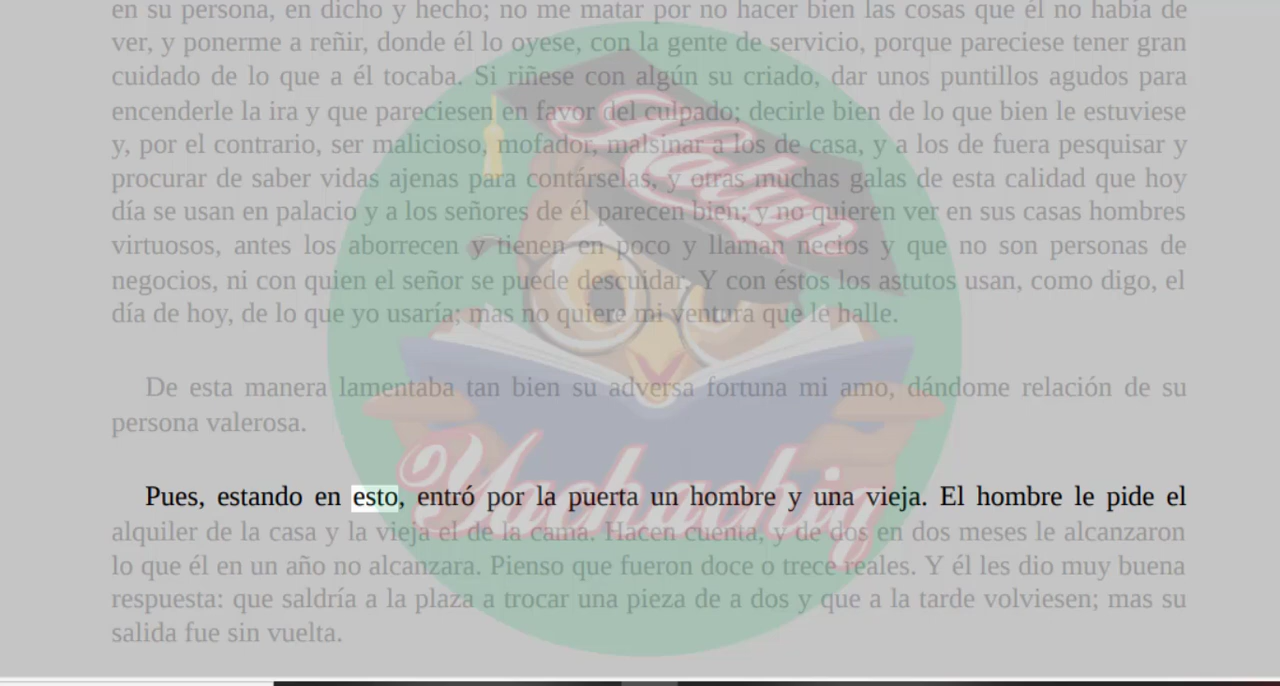 en su persona, en dicho y hecho; no me matar por no hacer bien las cosas que él no había de
ver, y ponerme a reñir, donde él lo oyese, con la gente de servicio, porque pareciese tener gran
cuidado de lo que a él tocaba. Si riñese con algún su criado, dar unos puntillos agudos para
encenderle la ira y que pareciesen en favor del culpado; decirle bien de lo que bien le estuviese
y, por el contrario, ser malicioso, mofador, malsinar a los de casa, y a los de fuera pesquisar y
procurar de saber vidas ajenas para contárselas, y otras muchas galas de esta calidad que hoy
día se usan en palacio y a los señores de él parecen bien; y no quieren ver en sus casas hombres
virtuosos, antes los aborrecen y tienen en poco y llaman necios y que no son personas de
negocios, ni con quien el señor se puede descuidar. Y con éstos los astutos usan, como digo, el
día de hoy, de lo que yo usaría; mas no quiere mi ventura que le halle.
De esta manera lamentaba tan bien su adversa fortuna mi amo, dándome relación de su
persona valerosa.
Pues, estando en esto, entró por la puerta un hombre y una vieja. El hombre le pide el
alquiler de la casa y la vieja el de la cama. Hacen cuenta, y de dos en dos meses le alcanzaron
lo que él en un año no alcanzara. Pienso que fueron doce o trece reales. Y él les dio muy buena
respuesta: que saldría a la plaza a trocar una pieza de a dos y que a la tarde volviesen; mas su
salida fue sin vuelta.
Hatun
Yachachiq